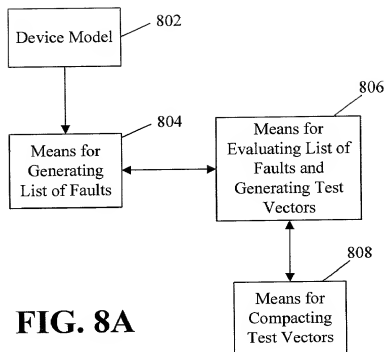 802
Device Model
804
Means for
Generating
List of Faults
806
Means for
Evaluating List of
Faults and
Generating Test
Vectors
808
Means for
Compacting
Test Vectors
FIG. 8A